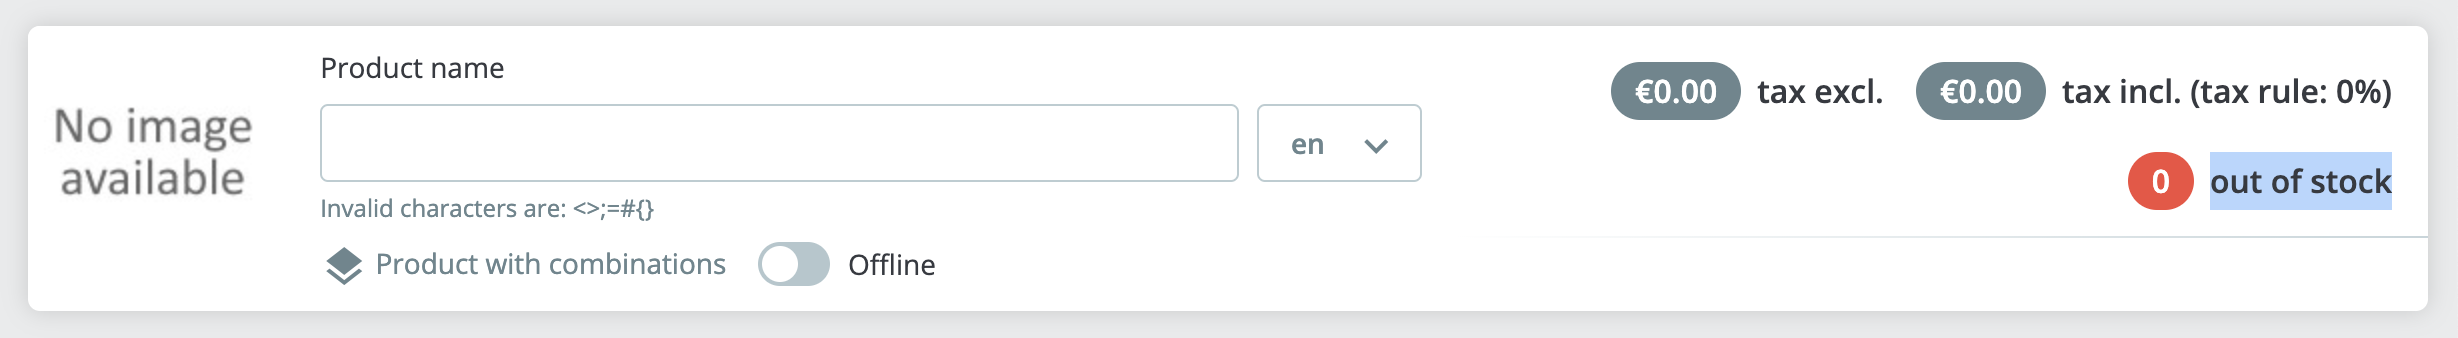 No image
available
Product name
en
Invalid characters are: <>;=#{}
Product with combinations
Offline
€0.00 tax excl. €0.00 tax incl. (tax rule: 0%)
0 out of stock